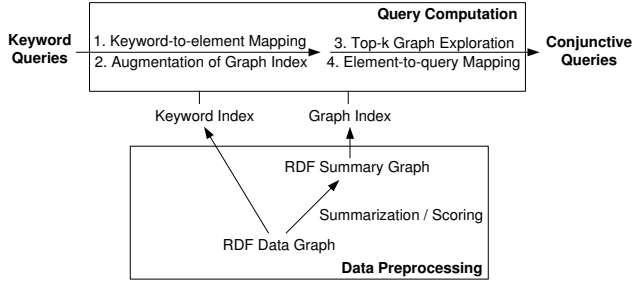 Query Computation
Keyword
Queries
1. Keyword-to-element Mapping
2. Augmentation of Graph Index
3. Top-k Graph Exploration
4. Element-to-query Mapping
Conjunctive
Queries
Keyword Index
Graph Index
RDF Summary Graph
Summarization / Scoring
RDF Data Graph
Data Preprocessing